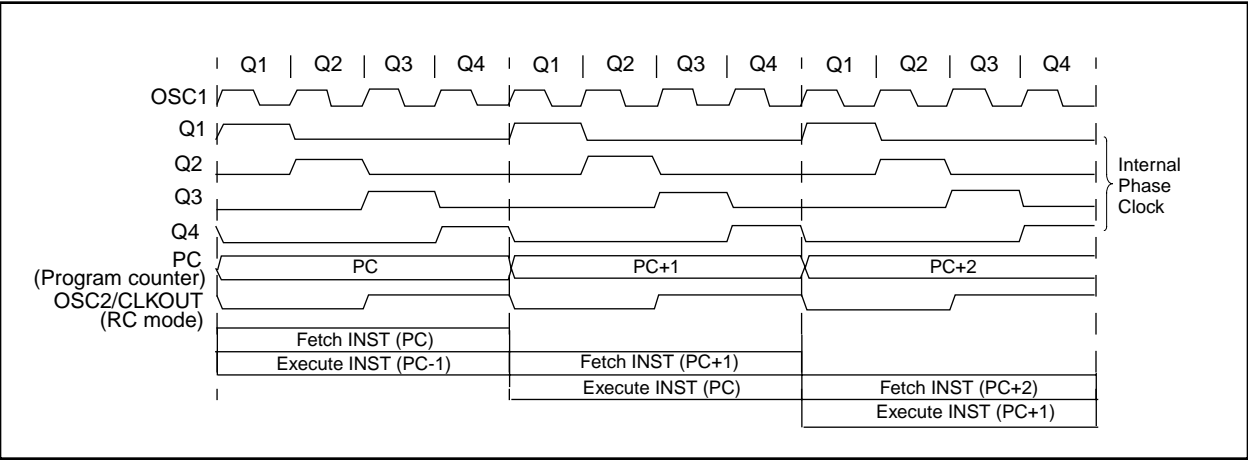 Q1 | Q2 | Q3 | Q4 | Q1 | Q2 | Q3 | Q4 | Q1 | Q2 | Q3 | Q4
OSC1
Q1
Q2
Q3
Q4
Internal
Phase
Clock
PC
(Program counter)
PC
PC+1
PC+2
OSC2/CLKOUT
(RC mode)
Fetch INST (PC)
Execute INST (PC-1)
Fetch INST (PC+1)
Execute INST (PC)
Fetch INST (PC+2)
Execute INST (PC+1)